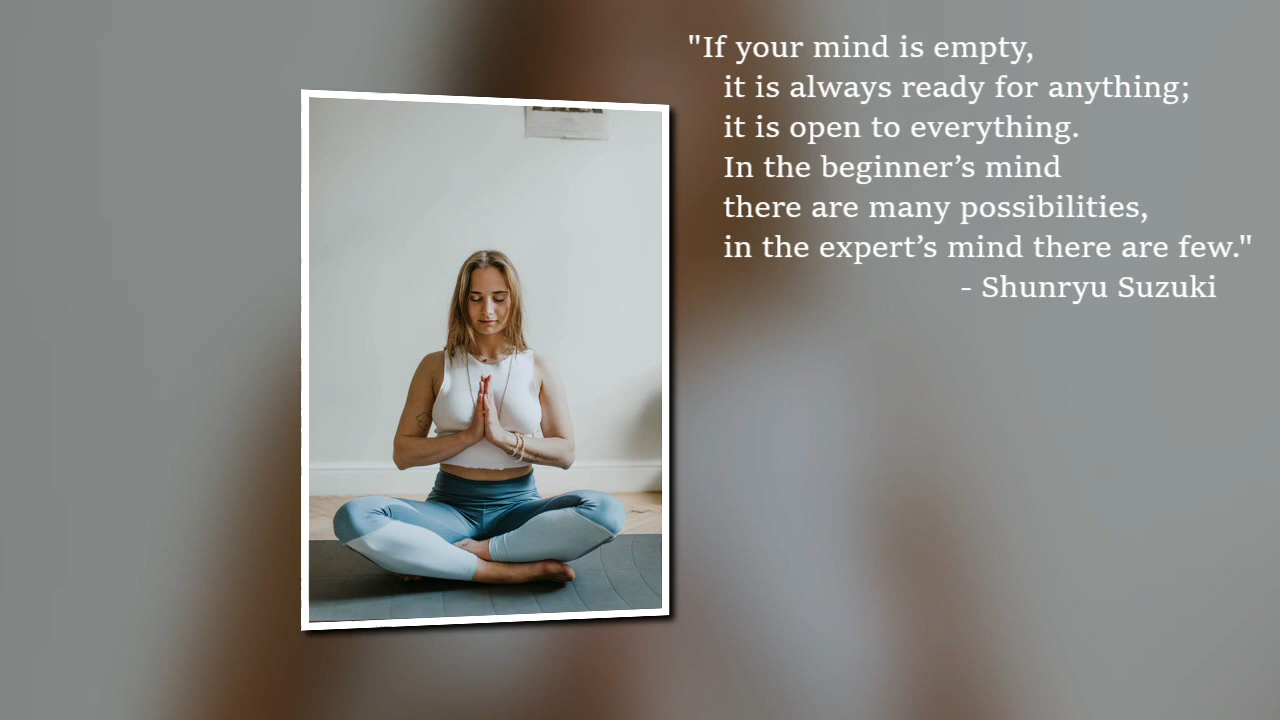 "If your mind is empty,
it is always ready for anything;
it is open to everything.
In the beginner’s mind
there are many possibilities,
in the expert’s mind there are few."
- Shunryu Suzuki